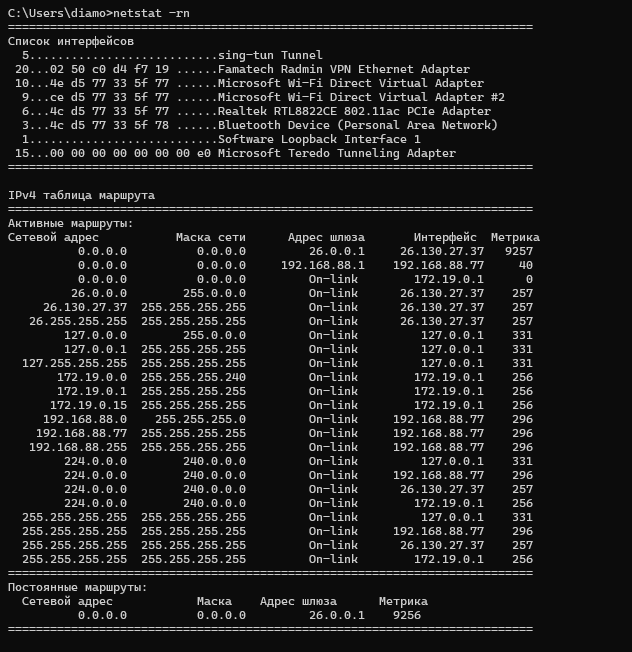 C:\Users\diamo>netstat -rn
===========================================================================
Список интерфейсов
  5...........................sing-tun Tunnel
 20...02 50 c0 d4 f7 19 ......Famatech Radmin VPN Ethernet Adapter
 10...4e d5 77 33 5f 77 ......Microsoft Wi-Fi Direct Virtual Adapter
  9...ce d5 77 33 5f 77 ......Microsoft Wi-Fi Direct Virtual Adapter #2
  6...4c d5 77 33 5f 77 ......Realtek RTL8822CE 802.11ac PCIe Adapter
  3...4c d5 77 33 5f 78 ......Bluetooth Device (Personal Area Network)
  1...........................Software Loopback Interface 1
 15...00 00 00 00 00 00 00 e0 Microsoft Teredo Tunneling Adapter
===========================================================================

IPv4 таблица маршрута
===========================================================================
Активные маршруты:
Сетевой адрес           Маска сети      Адрес шлюза       Интерфейс  Метрика
          0.0.0.0          0.0.0.0         26.0.0.1     26.130.27.37   9257
          0.0.0.0          0.0.0.0     192.168.88.1    192.168.88.77     40
          0.0.0.0          0.0.0.0         On-link        172.19.0.1      0
         26.0.0.0        255.0.0.0         On-link      26.130.27.37    257
     26.130.27.37  255.255.255.255         On-link      26.130.27.37    257
   26.255.255.255  255.255.255.255         On-link      26.130.27.37    257
        127.0.0.0        255.0.0.0         On-link         127.0.0.1    331
        127.0.0.1  255.255.255.255         On-link         127.0.0.1    331
  127.255.255.255  255.255.255.255         On-link         127.0.0.1    331
       172.19.0.0  255.255.255.240         On-link        172.19.0.1    256
       172.19.0.1  255.255.255.255         On-link        172.19.0.1    256
      172.19.0.15  255.255.255.255         On-link        172.19.0.1    256
     192.168.88.0    255.255.255.0         On-link     192.168.88.77    296
    192.168.88.77  255.255.255.255         On-link     192.168.88.77    296
   192.168.88.255  255.255.255.255         On-link     192.168.88.77    296
        224.0.0.0        240.0.0.0         On-link         127.0.0.1    331
        224.0.0.0        240.0.0.0         On-link     192.168.88.77    296
        224.0.0.0        240.0.0.0         On-link      26.130.27.37    257
        224.0.0.0        240.0.0.0         On-link        172.19.0.1    256
  255.255.255.255  255.255.255.255         On-link         127.0.0.1    331
  255.255.255.255  255.255.255.255         On-link     192.168.88.77    296
  255.255.255.255  255.255.255.255         On-link      26.130.27.37    257
  255.255.255.255  255.255.255.255         On-link        172.19.0.1    256
===========================================================================
Постоянные маршруты:
  Сетевой адрес            Маска    Адрес шлюза      Метрика
          0.0.0.0          0.0.0.0         26.0.0.1    9256
===========================================================================